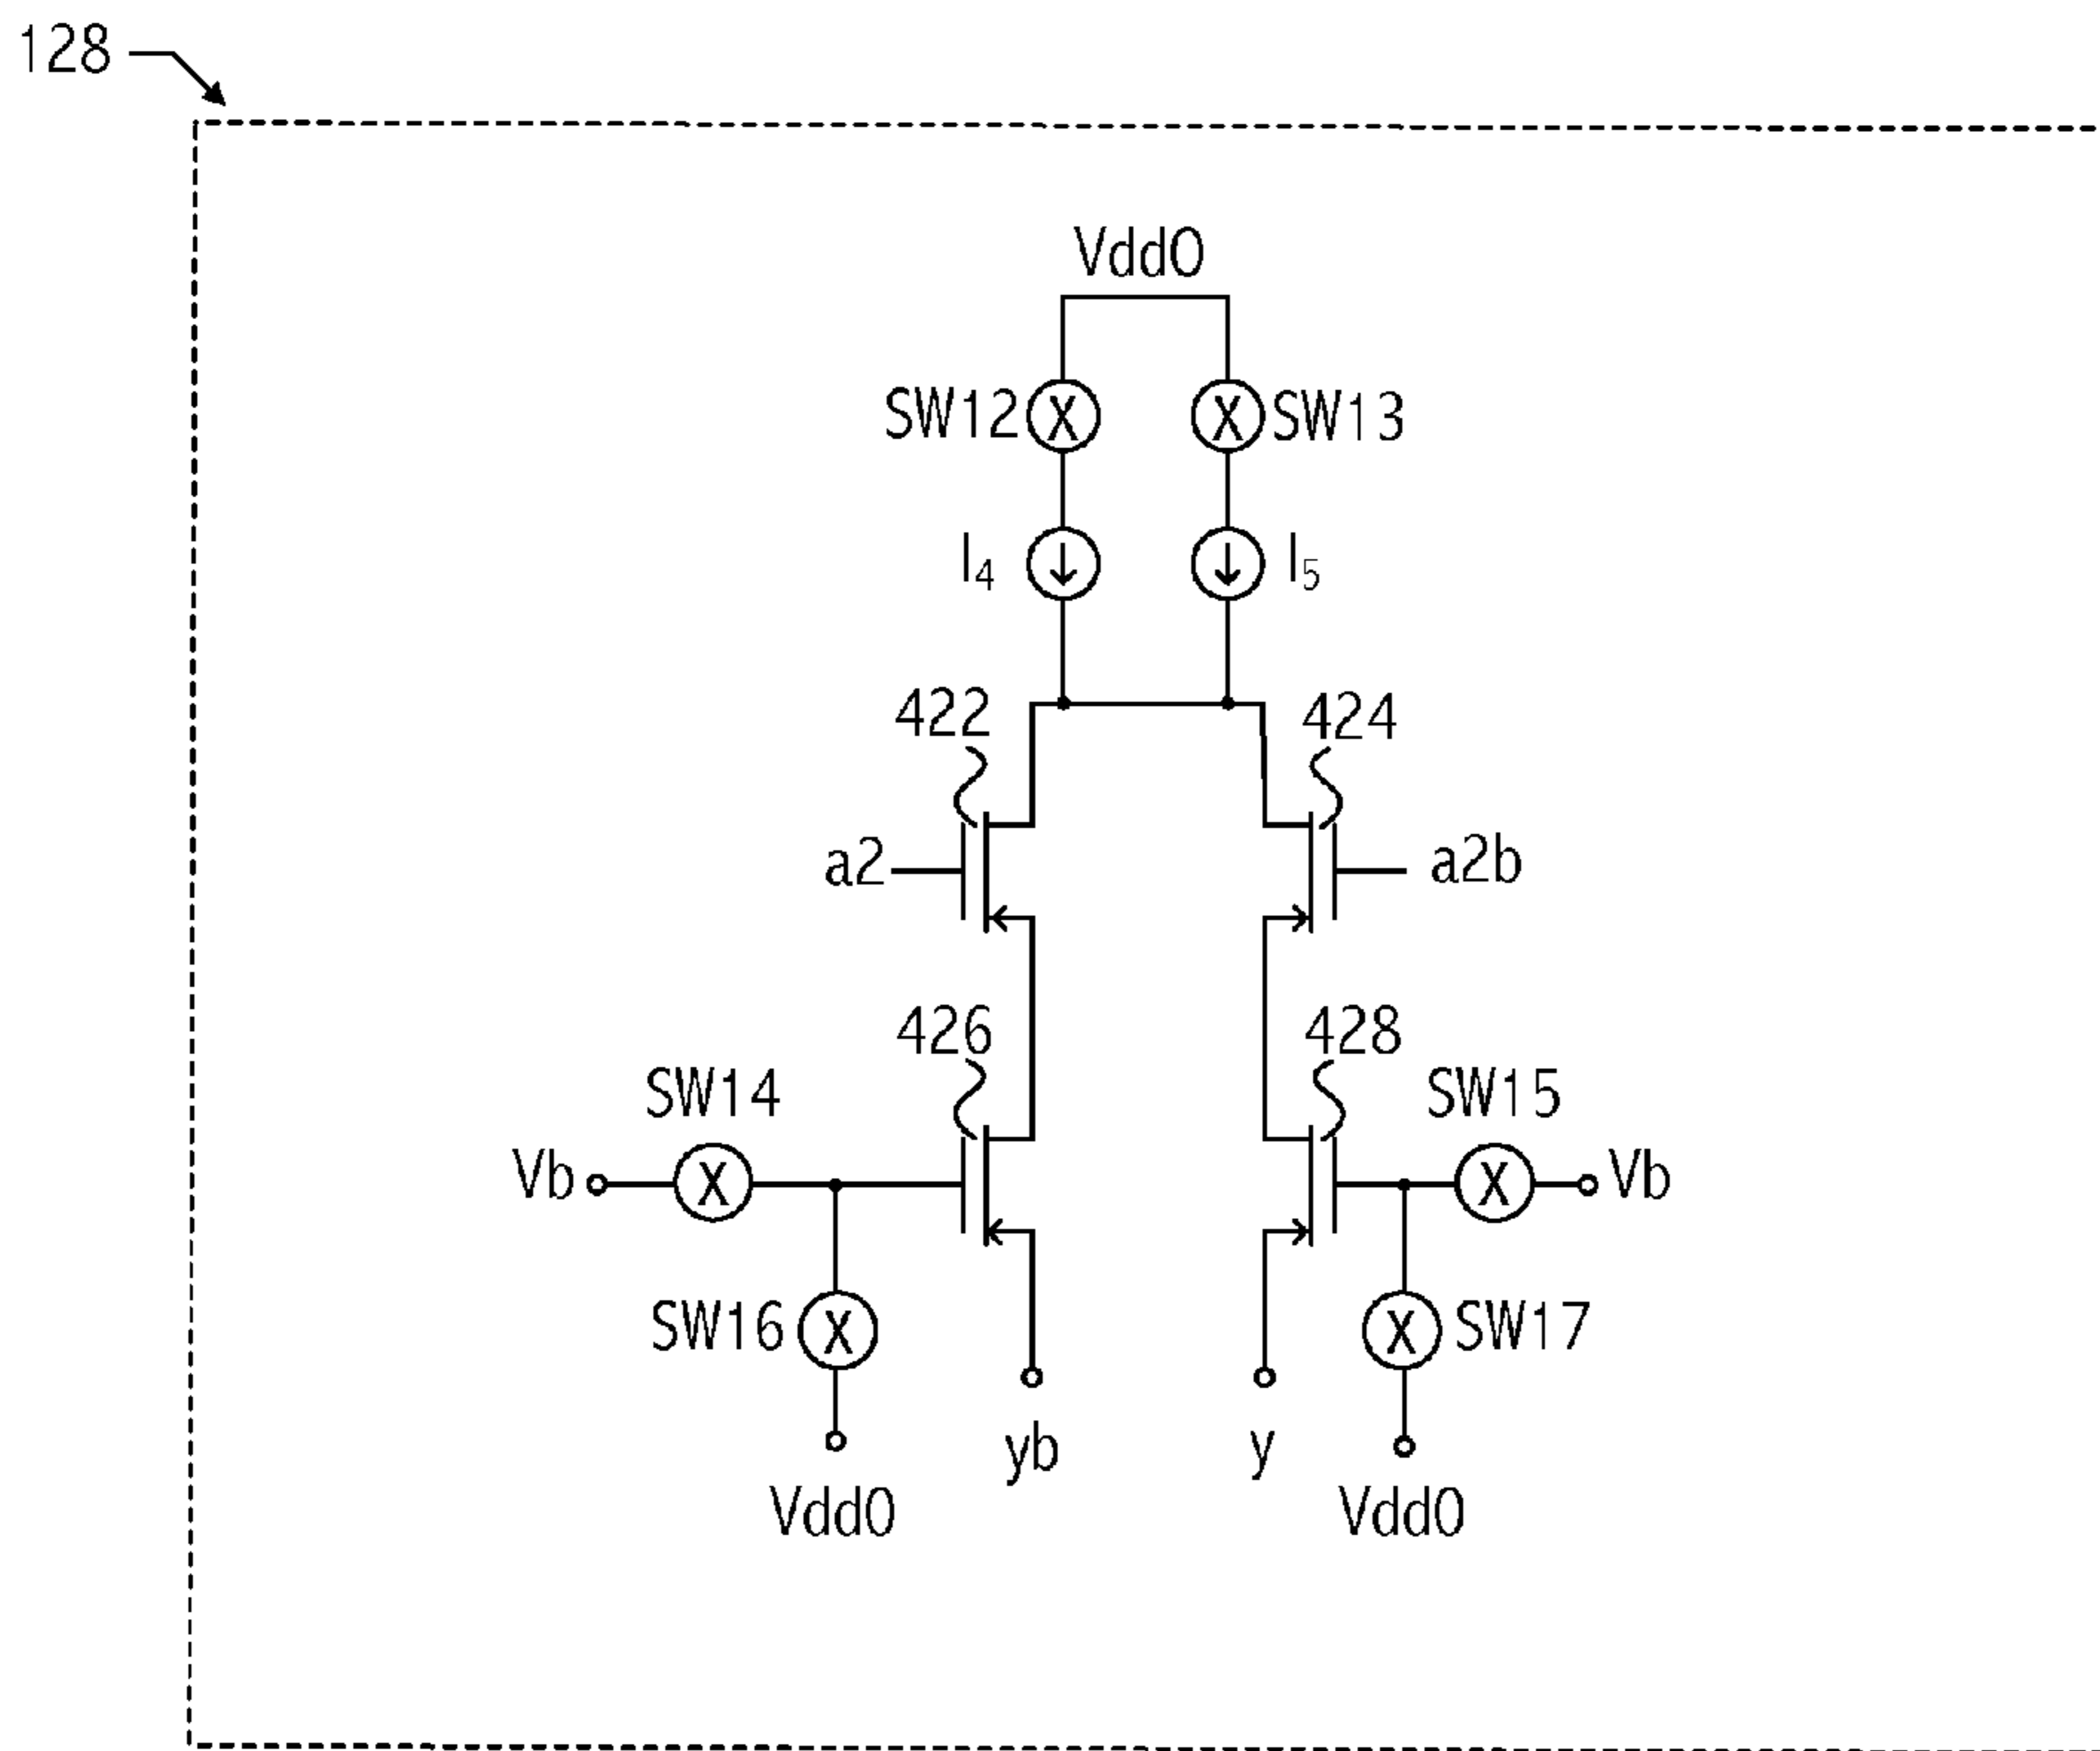 128
Vdd0
SW12 X X SW13
I4 I5
422 424
a2 a2b
426 428
SW14 SW15
Vb X X Vb
SW16 X X SW17
yb y
Vdd0 Vdd0